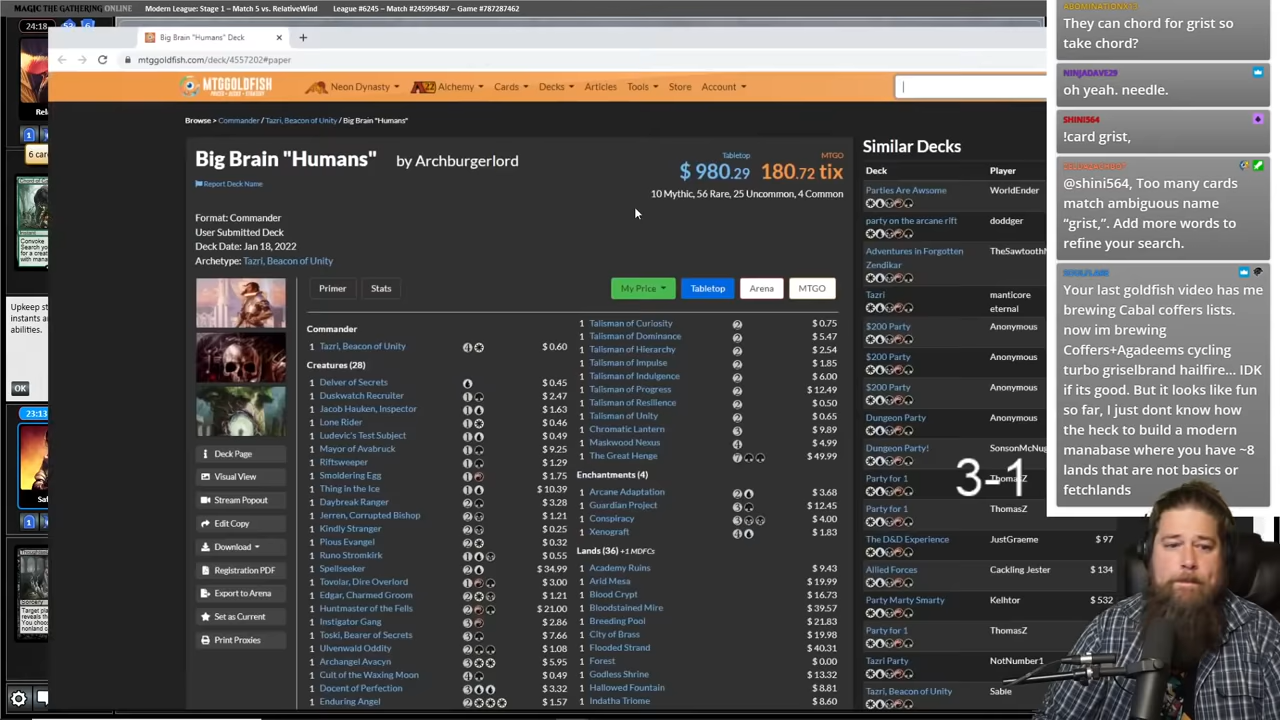 MAGIC THE GATHERING ONLINE Modern League: Stage 1 – Match 5 vs. RelativeWind League #6245 – Match #245995487 – Game #787287462
24:18
6 car
Upkeep st
instants ar
abilities.
OK
23:13
Big Brain "Humans" Deck
mtggoldfish.com/deck/4557202#paper
MTGGOLDFISH
Neon Dynasty
Alchemy
Cards
Decks
Articles
Tools
Store
Account
Browse > Commander / Tazri, Beacon of Unity / Big Brain "Humans"
Big Brain "Humans" by Archburgerlord
Report Deck Name
Tabletop
$ 980.29
MTGO
180.72 tix
10 Mythic, 56 Rare, 25 Uncommon, 4 Common
Format: Commander
User Submitted Deck
Deck Date: Jan 18, 2022
Archetype: Tazri, Beacon of Unity
Primer
Stats
My Price
Tabletop
Arena
MTGO
Deck Page
Visual View
Stream Popout
Edit Copy
Download
Registration PDF
Export to Arena
Set as Current
Print Proxies
Commander
1 Tazri, Beacon of Unity $ 0.60
Creatures (28)
1 Delver of Secrets $ 0.45
1 Duskwatch Recruiter $ 2.47
1 Jacob Hauken, Inspector $ 1.63
1 Lone Rider $ 0.46
1 Ludevic's Test Subject $ 0.49
1 Mayor of Avabruck $ 9.25
1 Riftsweeper $ 1.29
1 Smoldering Egg $ 1.75
1 Thing in the Ice $ 10.39
1 Daybreak Ranger $ 3.28
1 Jerren, Corrupted Bishop $ 1.21
1 Kindly Stranger $ 0.25
1 Pious Evangel $ 0.32
1 Runo Stromkirk $ 0.55
1 Spellseeker $ 34.99
1 Tovolar, Dire Overlord $ 3.00
1 Edgar, Charmed Groom $ 1.21
1 Huntmaster of the Fells $ 21.00
1 Instigator Gang $ 2.86
1 Toski, Bearer of Secrets $ 7.66
1 Ulvenwald Oddity $ 1.08
1 Archangel Avacyn $ 5.95
1 Cult of the Waxing Moon $ 0.49
1 Docent of Perfection $ 3.32
1 Enduring Angel $ 1.57
1 Talisman of Curiosity $ 0.75
1 Talisman of Dominance $ 5.47
1 Talisman of Hierarchy $ 2.54
1 Talisman of Impulse $ 1.85
1 Talisman of Indulgence $ 6.00
1 Talisman of Progress $ 12.49
1 Talisman of Resilience $ 0.50
1 Talisman of Unity $ 0.65
1 Chromatic Lantern $ 9.89
1 Maskwood Nexus $ 4.99
1 The Great Henge $ 49.99
Enchantments (4)
1 Arcane Adaptation $ 3.68
1 Guardian Project $ 12.45
1 Conspiracy $ 4.00
1 Xenograft $ 1.83
Lands (36) +1 MDFCs
1 Academy Ruins $ 9.43
1 Arid Mesa $ 19.99
1 Blood Crypt $ 16.73
1 Bloodstained Mire $ 39.57
1 Breeding Pool $ 21.83
1 City of Brass $ 19.98
1 Flooded Strand $ 40.31
1 Forest $ 0.00
1 Godless Shrine $ 13.32
1 Hallowed Fountain $ 8.81
1 Indatha Triome $ 8.60
Similar Decks
Deck Player
Parties Are Awsome WorldEnder
party on the arcane rift doddger
Adventures in Forgotten Zendikar TheSawtooth
Tazri manticore eternal
$200 Party Anonymous
$200 Party Anonymous
$200 Party Anonymous
Dungeon Party Anonymous
Dungeon Party! SonsonMcNug
Party for 1 ThomasZ
Party for 1 ThomasZ
The D&D Experience JustGraeme $ 97
Allied Forces Cackling Jester $ 134
Party Marty Smarty Kelhtor $ 532
Party for 1 ThomasZ
Tazri Party NotNumber1
Tazri, Beacon of Unity Sabie
3-1
They can chord for grist so
take chord?
NINJADAVE29
oh yeah. needle.
SHINI564
!card grist,
@shini564, Too many cards
match ambiguous name
"grist,". Add more words to
refine your search.
Your last goldfish video has me
brewing Cabal coffers lists.
now im brewing
Coffers+Agadeems cycling
turbo griselbrand hailfire... IDK
if its good. But it looks like fun
so far, I just dont know how
the heck to build a modern
manabase where you have ~8
lands that are not basics or
fetchlands